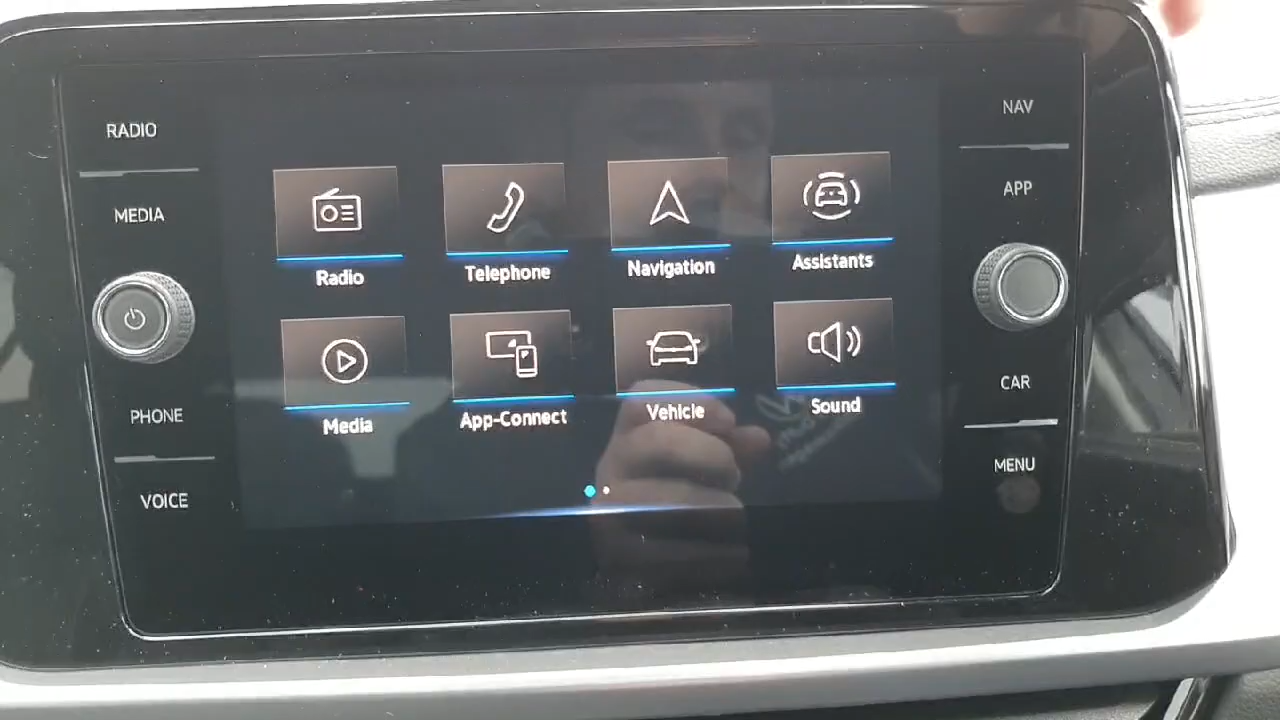 RADIO
MEDIA
PHONE
VOICE
Radio
Telephone
Navigation
Assistants
Media
App-Connect
Vehicle
Sound
NAV
APP
CAR
MENU